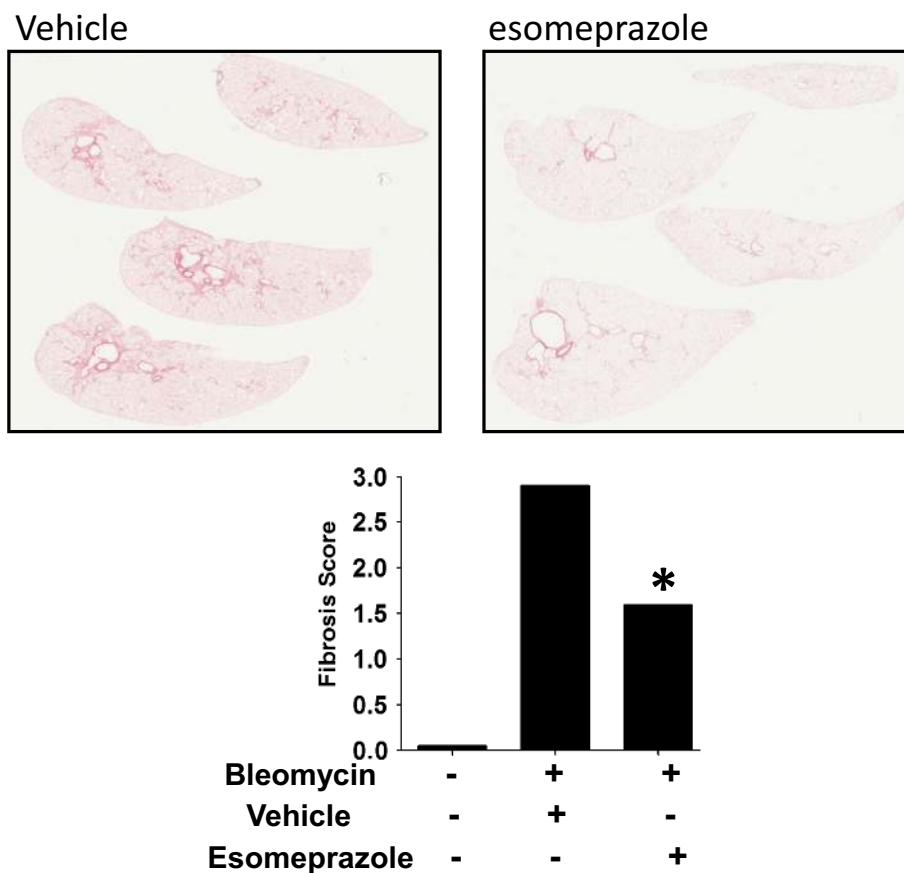 Vehicle esomeprazole
Fibrosis Score
3.0
2.5
2.0
*
1.5
1.0
0.5
0.0
Bleomycin - + +
Vehicle - + -
Esomeprazole - - +